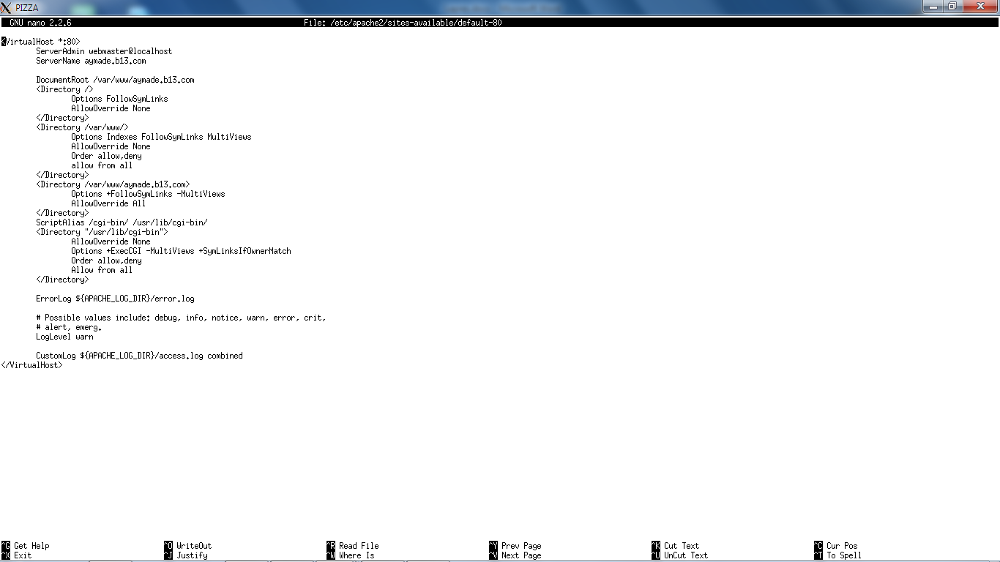 PIZZA
GNU nano 2.2.6 File: /etc/apache2/sites-available/default-80
<VirtualHost *:80>
ServerAdmin webmaster@localhost
ServerName aymade.b13.com
DocumentRoot /var/www/aymade.b13.com
<Directory />
Options FollowSymLinks
AllowOverride None
</Directory>
<Directory /var/www/>
Options Indexes FollowSymLinks MultiViews
AllowOverride None
Order allow,deny
allow from all
</Directory>
<Directory /var/www/aymade.b13.com>
Options +FollowSymLinks -MultiViews
AllowOverride All
</Directory>
ScriptAlias /cgi-bin/ /usr/lib/cgi-bin/
<Directory "/usr/lib/cgi-bin">
AllowOverride None
Options +ExecCGI -MultiViews +SymLinksIfOwnerMatch
Order allow,deny
Allow from all
</Directory>
ErrorLog ${APACHE_LOG_DIR}/error.log
# Possible values include: debug, info, notice, warn, error, crit,
# alert, emerg.
LogLevel warn
CustomLog ${APACHE_LOG_DIR}/access.log combined
</VirtualHost>
^G Get Help ^O WriteOut ^R Read File ^Y Prev Page ^K Cut Text ^C Cur Pos
^X Exit ^J Justify ^W Where Is ^V Next Page ^U UnCut Text ^T To Spell